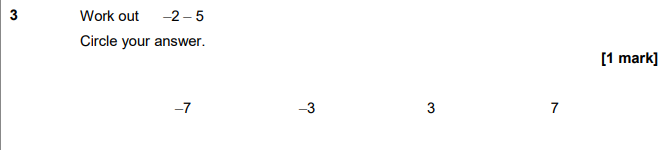 3 Work out –2 – 5
Circle your answer.
[1 mark]
–7 –3 3 7